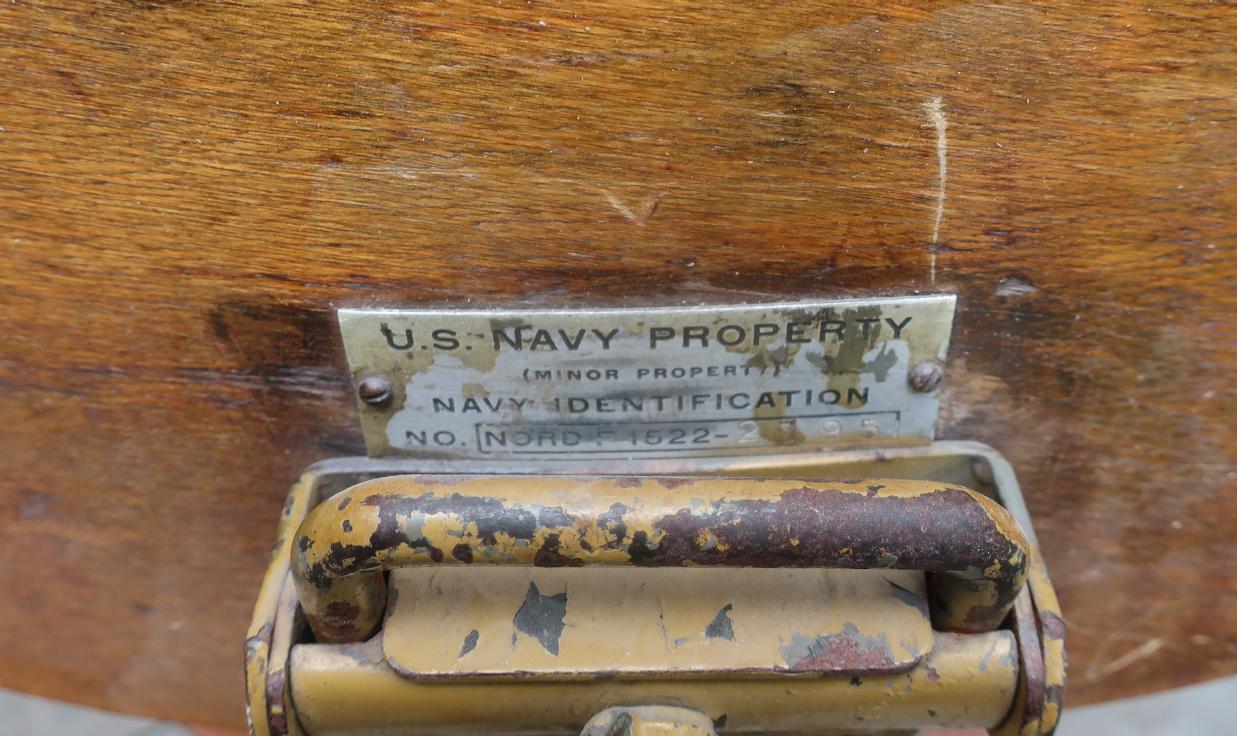 U.S. NAVY PROPERTY
(MINOR PROPERTY)
NAVY IDENTIFICATION
NO. NORD F 1522-